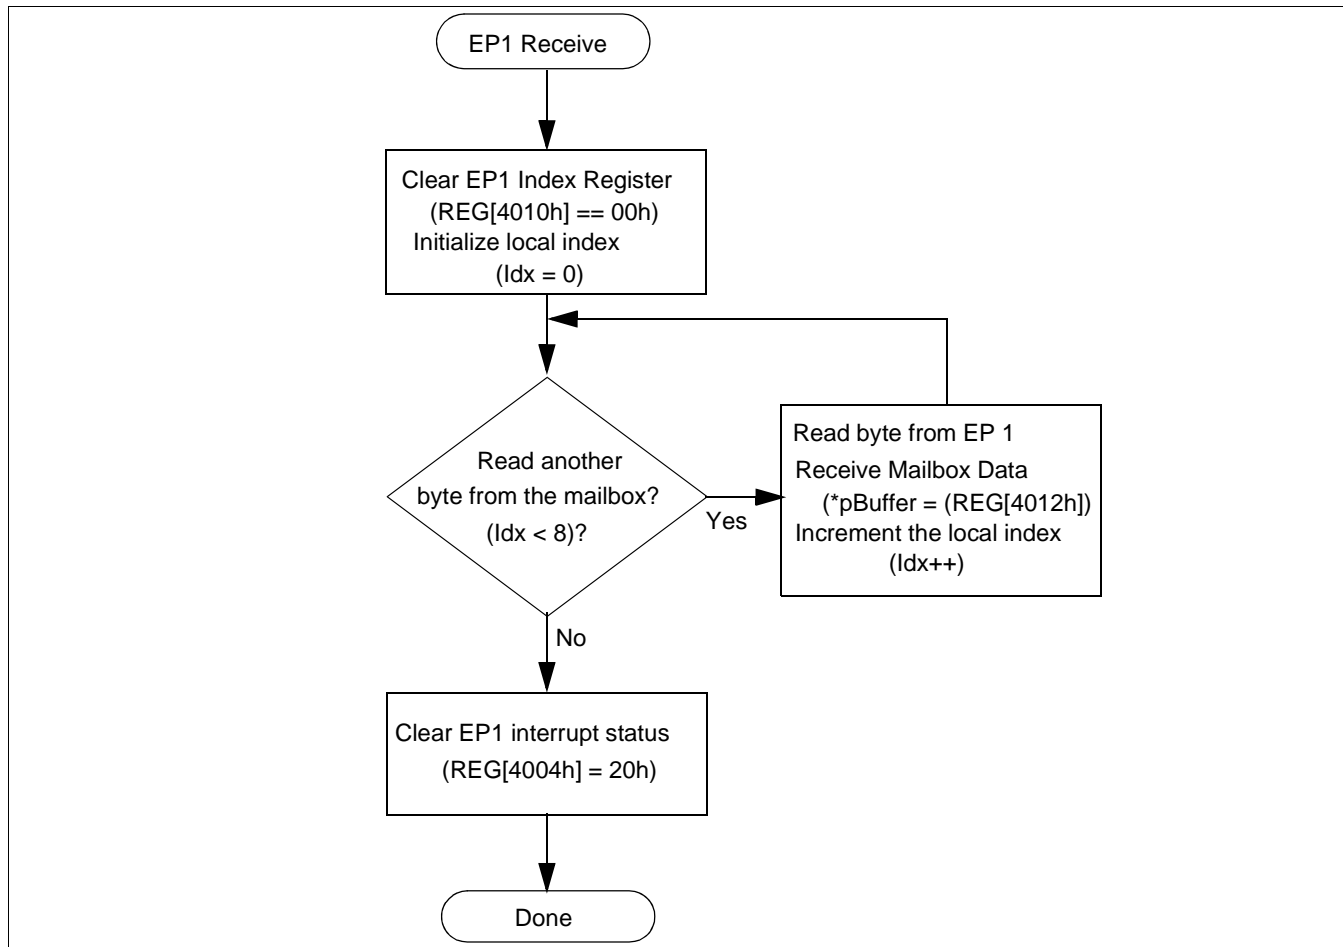 EP1 Receive
Clear EP1 Index Register
(REG[4010h] == 00h)
Initialize local index
(Idx = 0)
Read another
byte from the mailbox?
(Idx < 8)?
Yes
Read byte from EP 1
Receive Mailbox Data
(*pBuffer = (REG[4012h])
Increment the local index
(Idx++)
No
Clear EP1 interrupt status
(REG[4004h] = 20h)
Done